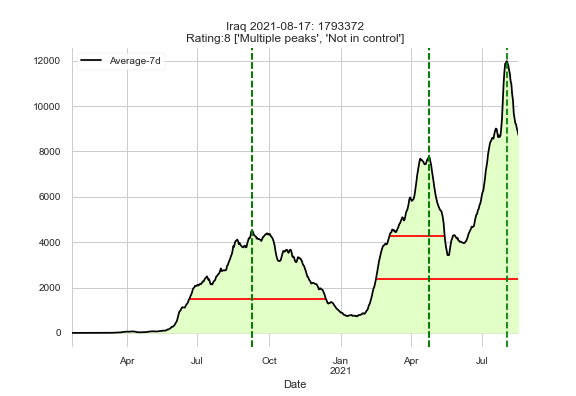 Iraq 2021-08-17: 1793372
Rating:8 ['Multiple peaks', 'Not in control']
Average-7d
12000
10000
8000
6000
4000
2000
0
Apr Jul Oct Jan Apr Jul
2021
Date